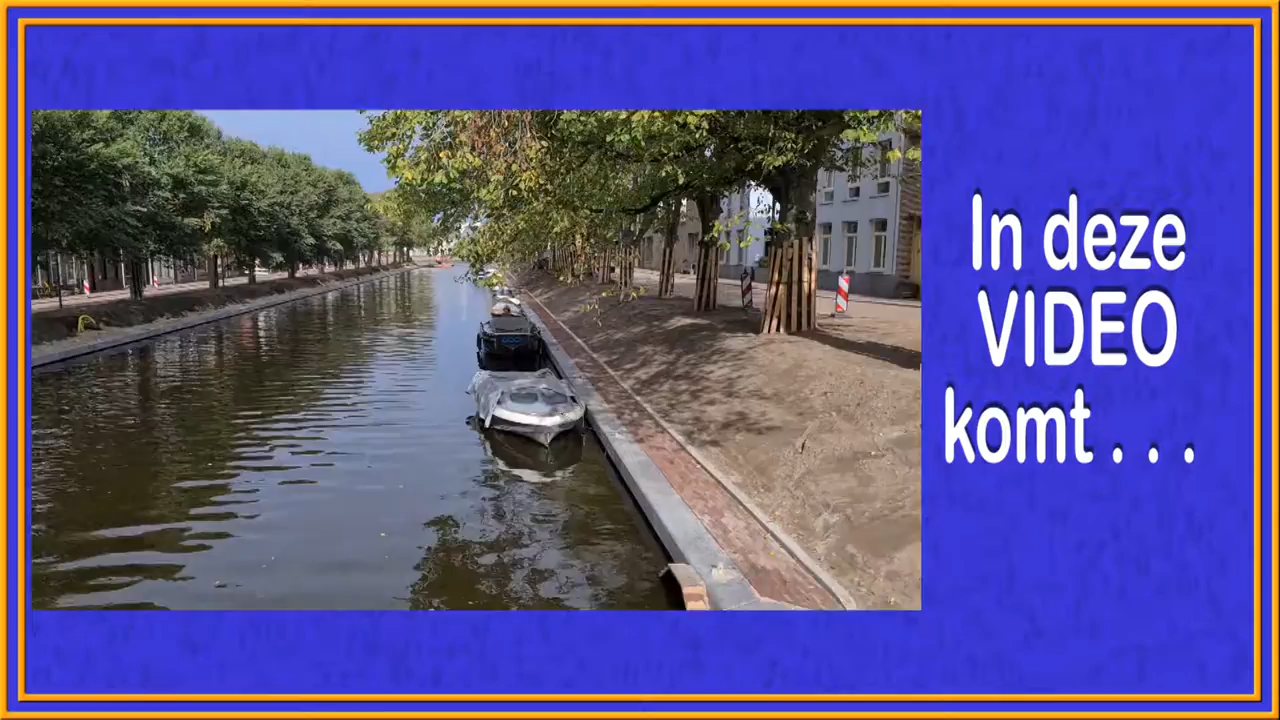 In deze
VIDEO
komt . . .